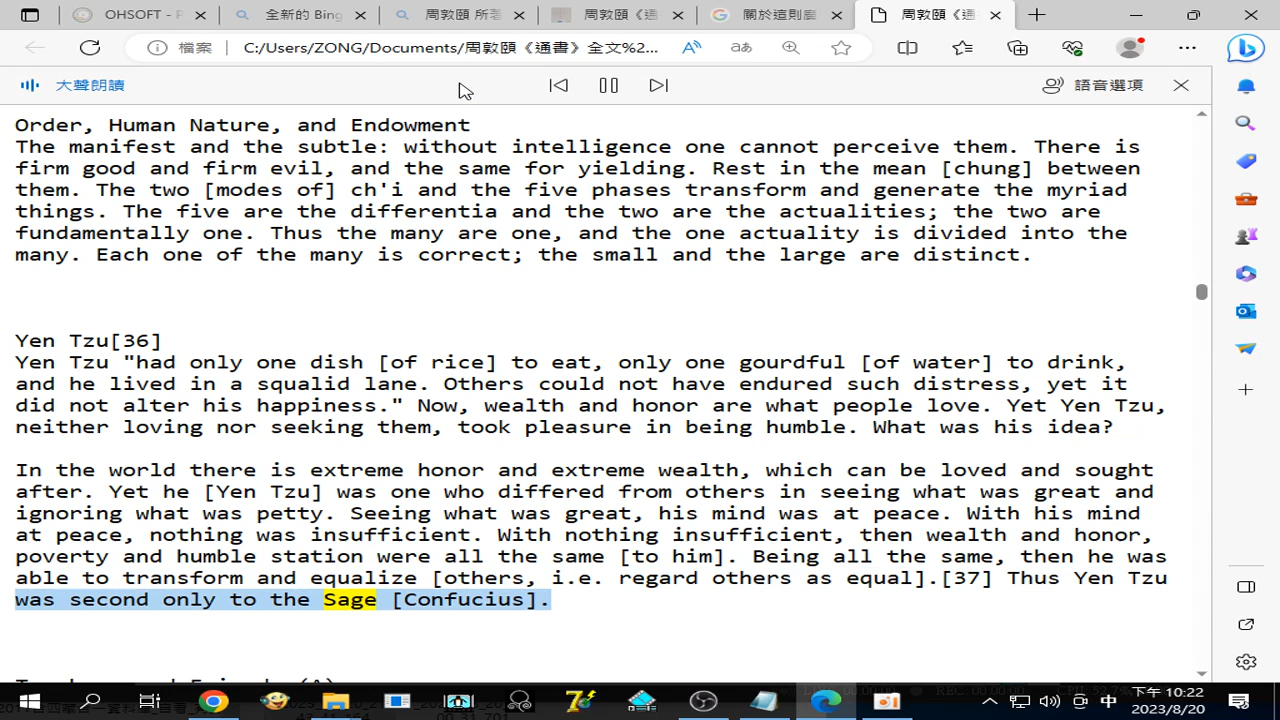 OHSOFT - F
全新的 Bing
周敦頤 所著
周敦頤《通
關於這則廳
周敦頤《通
檔案
C:/Users/ZONG/Documents/周敦頤《通書》全文%2...
大聲朗讀
語音選項
Order, Human Nature, and Endowment
The manifest and the subtle: without intelligence one cannot perceive them. There is
firm good and firm evil, and the same for yielding. Rest in the mean [chung] between
them. The two [modes of] ch'i and the five phases transform and generate the myriad
things. The five are the differentia and the two are the actualities; the two are
fundamentally one. Thus the many are one, and the one actuality is divided into the
many. Each one of the many is correct; the small and the large are distinct.
Yen Tzu[36]
Yen Tzu "had only one dish [of rice] to eat, only one gourdful [of water] to drink,
and he lived in a squalid lane. Others could not have endured such distress, yet it
did not alter his happiness." Now, wealth and honor are what people love. Yet Yen Tzu,
neither loving nor seeking them, took pleasure in being humble. What was his idea?
In the world there is extreme honor and extreme wealth, which can be loved and sought
after. Yet he [Yen Tzu] was one who differed from others in seeing what was great and
ignoring what was petty. Seeing what was great, his mind was at peace. With his mind
at peace, nothing was insufficient. With nothing insufficient, then wealth and honor,
poverty and humble station were all the same [to him]. Being all the same, then he was
able to transform and equalize [others, i.e. regard others as equal].[37] Thus Yen Tzu
was second only to the Sage [Confucius].
中
下午 10:22
2023/8/20